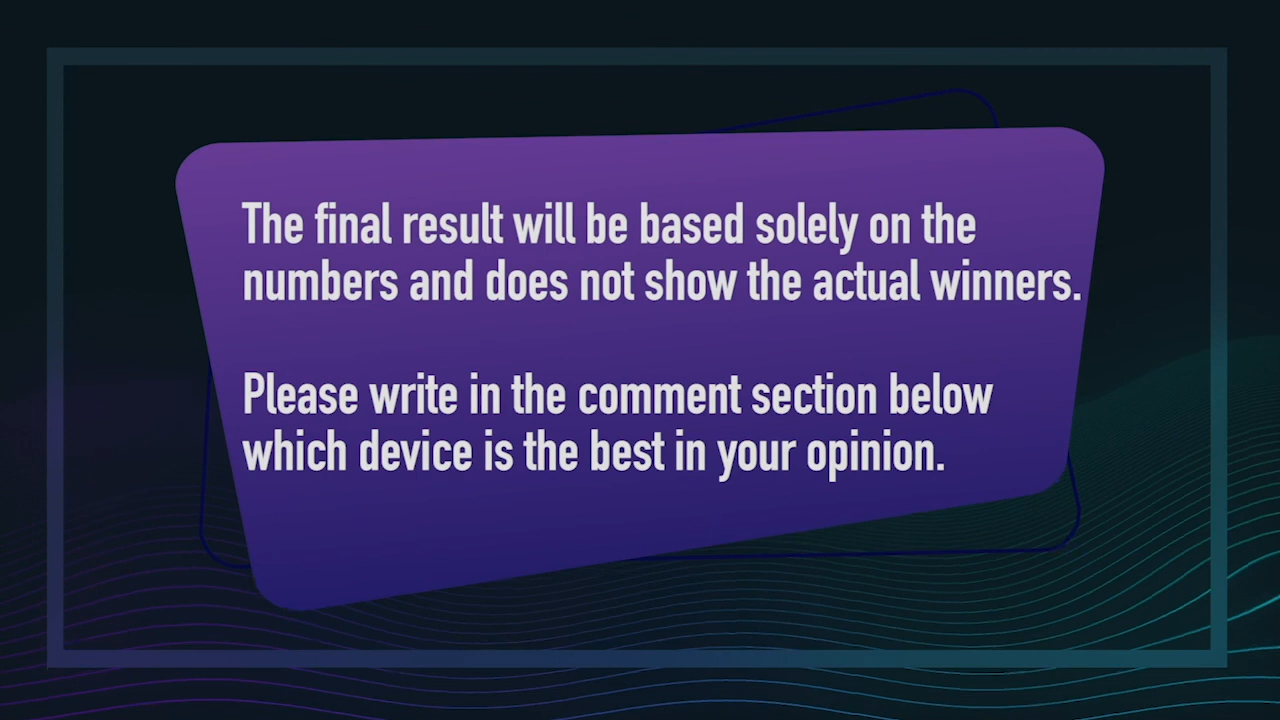 The final result will be based solely on the
numbers and does not show the actual winners.
Please write in the comment section below
which device is the best in your opinion.